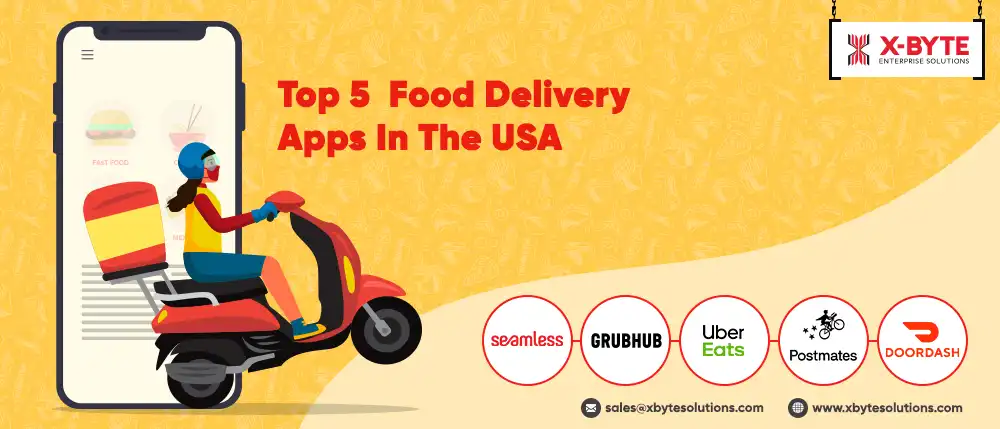 X-BYTE
ENTERPRISE SOLUTIONS
Top 5 Food Delivery
Apps In The USA
FAST FOOD
seamless
GRUBHUB
Uber
Eats
Postmates
DOORDASH
sales@xbytesolutions.com
www.xbytesolutions.com